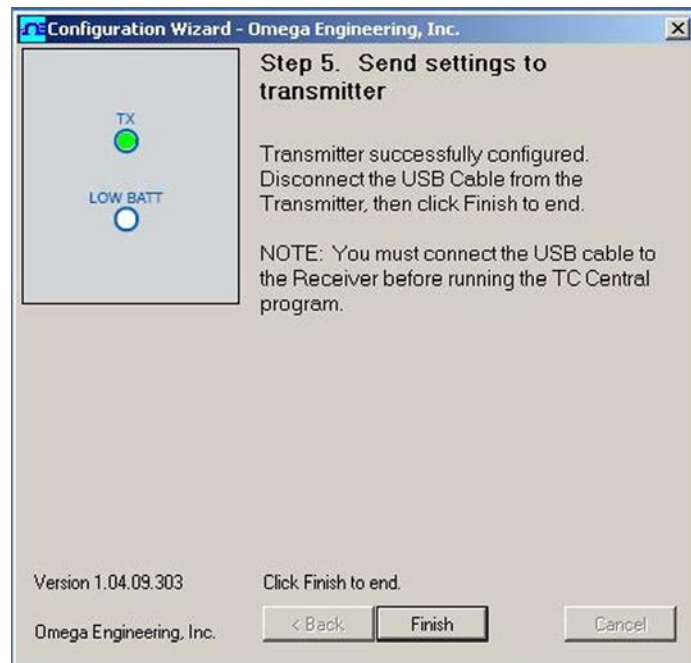 Configuration Wizard - Omega Engineering, Inc.
Step 5. Send settings to
transmitter
TX
LOW BATT
Transmitter successfully configured.
Disconnect the USB Cable from the
Transmitter, then click Finish to end.
NOTE: You must connect the USB cable to
the Receiver before running the TC Central
program.
Version 1.04.09.303
Click Finish to end.
Omega Engineering, Inc.
< Back
Finish
Cancel